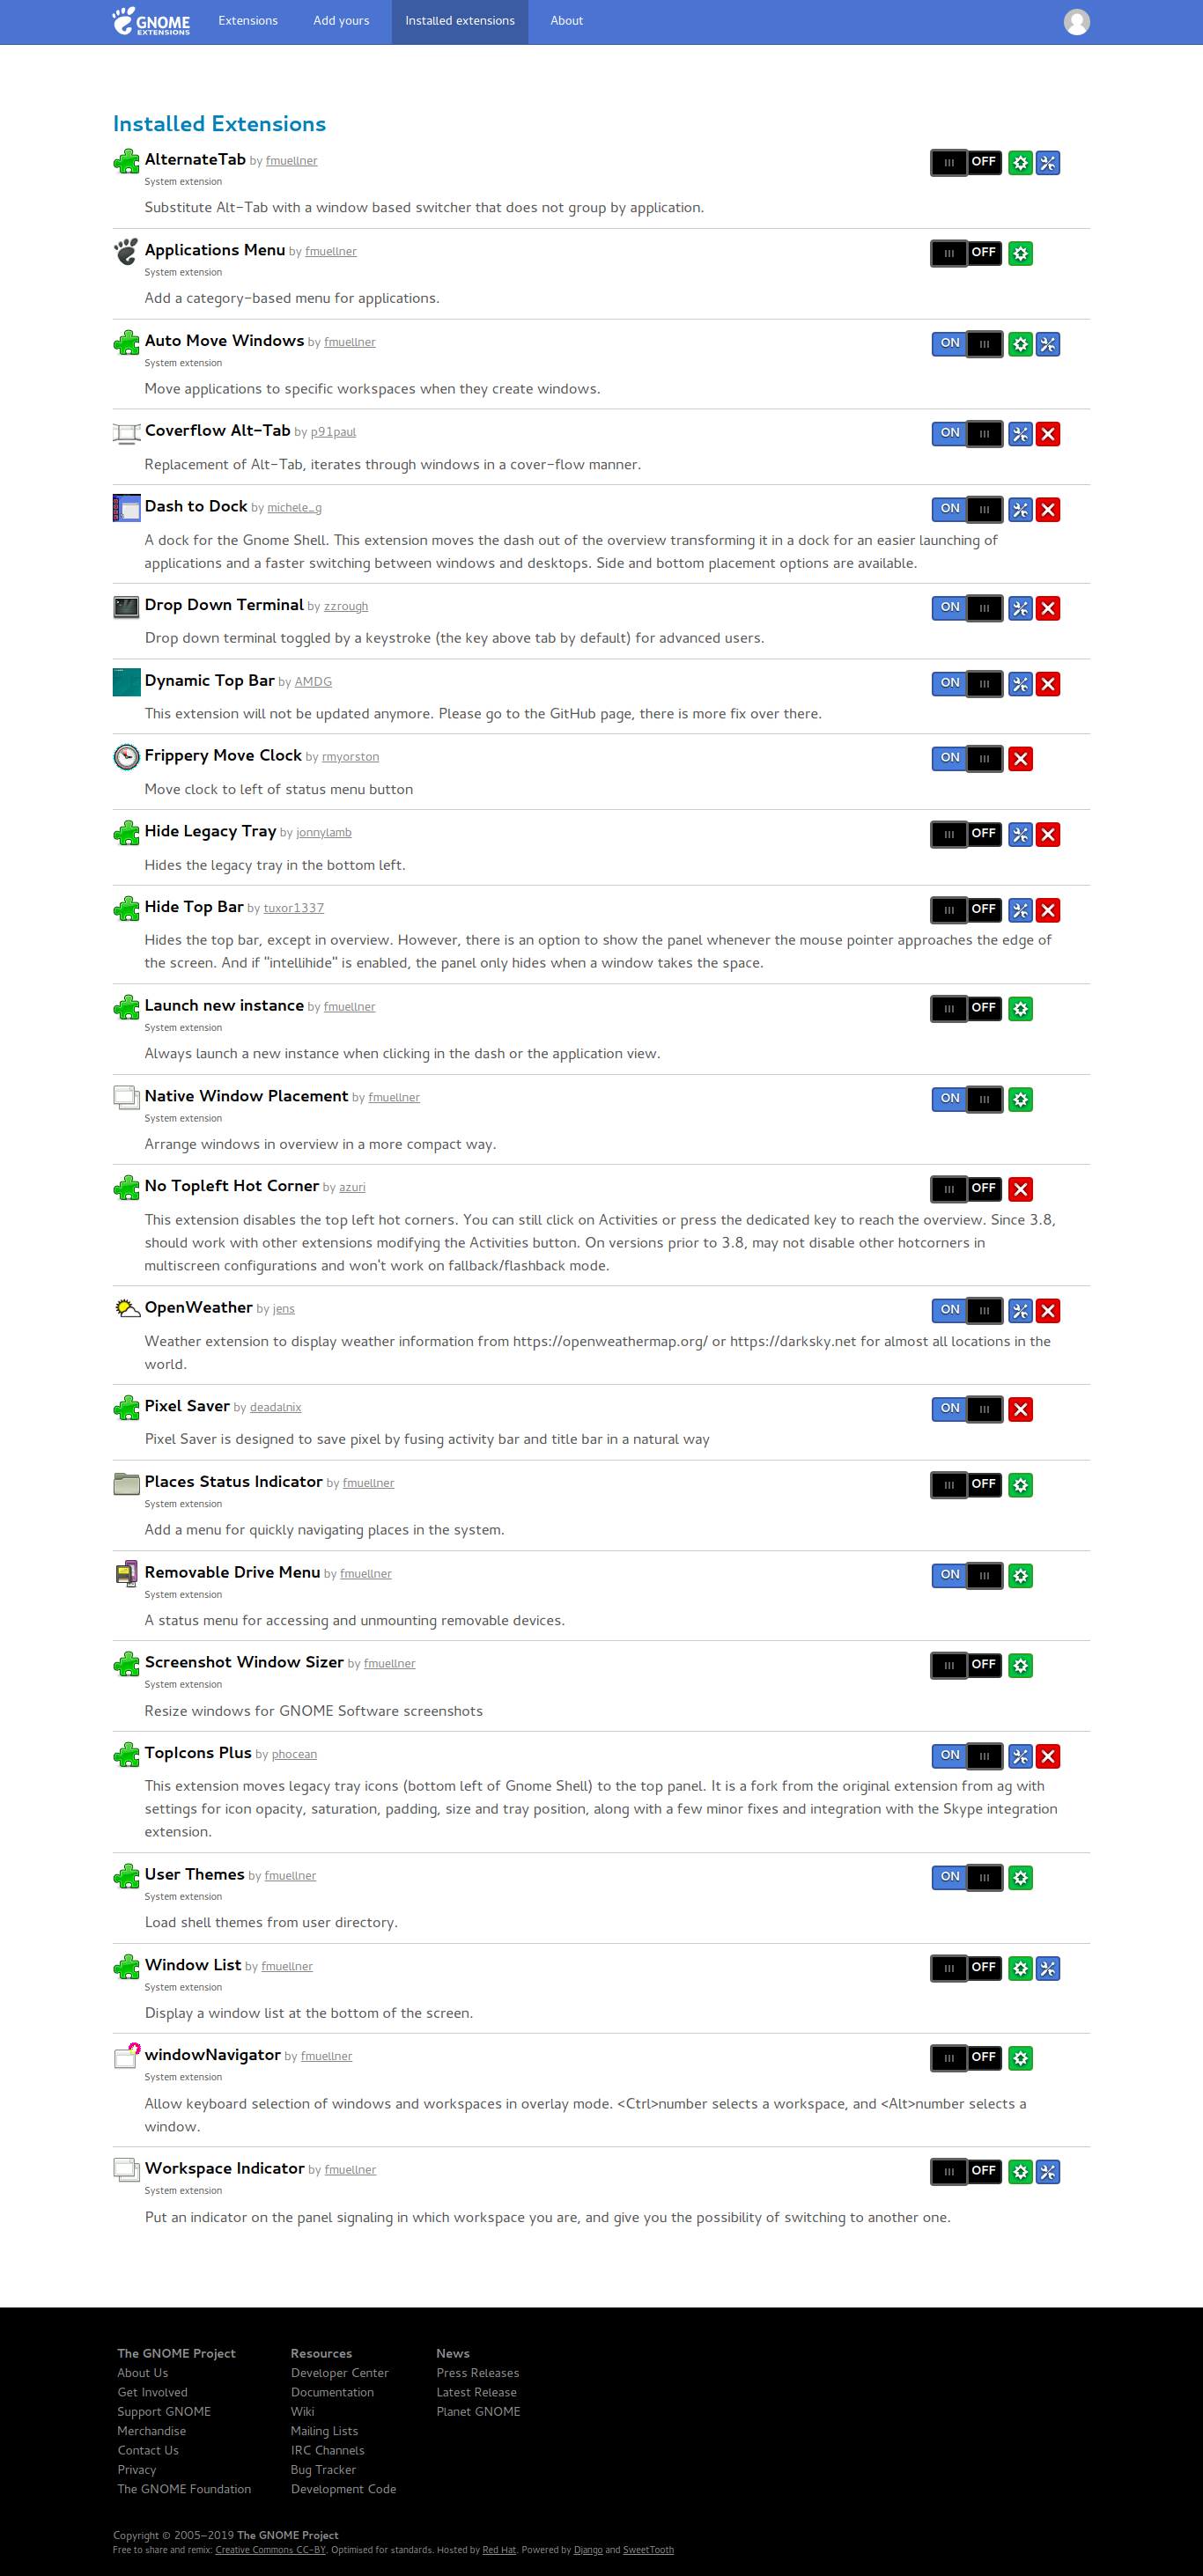 GNOME
EXTENSIONS
Extensions
Add yours
Installed extensions
About
Installed Extensions
AlternateTab by fmuellner
OFF
System extension
Substitute Alt-Tab with a window based switcher that does not group by application.
Applications Menu by fmuellner
OFF
System extension
Add a category-based menu for applications.
Auto Move Windows by fmuellner
ON
System extension
Move applications to specific workspaces when they create windows.
Coverflow Alt-Tab by p91paul
ON
Replacement of Alt-Tab, iterates through windows in a cover-flow manner.
Dash to Dock by michele_g
ON
A dock for the Gnome Shell. This extension moves the dash out of the overview transforming it in a dock for an easier launching of
applications and a faster switching between windows and desktops. Side and bottom placement options are available.
Drop Down Terminal by zzrough
ON
Drop down terminal toggled by a keystroke (the key above tab by default) for advanced users.
Dynamic Top Bar by AMDG
ON
This extension will not be updated anymore. Please go to the GitHub page, there is more fix over there.
Frippery Move Clock by rmyorston
ON
Move clock to left of status menu button
Hide Legacy Tray by jonnylamb
OFF
Hides the legacy tray in the bottom left.
Hide Top Bar by tuxor1337
OFF
Hides the top bar, except in overview. However, there is an option to show the panel whenever the mouse pointer approaches the edge of
the screen. And if "intellihide" is enabled, the panel only hides when a window takes the space.
Launch new instance by fmuellner
OFF
System extension
Always launch a new instance when clicking in the dash or the application view.
Native Window Placement by fmuellner
ON
System extension
Arrange windows in overview in a more compact way.
No Topleft Hot Corner by azuri
OFF
This extension disables the top left hot corners. You can still click on Activities or press the dedicated key to reach the overview. Since 3.8,
should work with other extensions modifying the Activities button. On versions prior to 3.8, may not disable other hotcorners in
multiscreen configurations and won't work on fallback/flashback mode.
OpenWeather by jens
ON
Weather extension to display weather information from https://openweathermap.org/ or https://darksky.net for almost all locations in the
world.
Pixel Saver by deadalnix
ON
Pixel Saver is designed to save pixel by fusing activity bar and title bar in a natural way
Places Status Indicator by fmuellner
OFF
System extension
Add a menu for quickly navigating places in the system.
Removable Drive Menu by fmuellner
ON
System extension
A status menu for accessing and unmounting removable devices.
Screenshot Window Sizer by fmuellner
OFF
System extension
Resize windows for GNOME Software screenshots
TopIcons Plus by phocean
ON
This extension moves legacy tray icons (bottom left of Gnome Shell) to the top panel. It is a fork from the original extension from ag with
settings for icon opacity, saturation, padding, size and tray position, along with a few minor fixes and integration with the Skype integration
extension.
User Themes by fmuellner
ON
System extension
Load shell themes from user directory.
Window List by fmuellner
OFF
System extension
Display a window list at the bottom of the screen.
windowNavigator by fmuellner
OFF
System extension
Allow keyboard selection of windows and workspaces in overlay mode. <Ctrl>number selects a workspace, and <Alt>number selects a
window.
Workspace Indicator by fmuellner
OFF
System extension
Put an indicator on the panel signaling in which workspace you are, and give you the possibility of switching to another one.
The GNOME Project
About Us
Get Involved
Support GNOME
Merchandise
Contact Us
Privacy
The GNOME Foundation
Resources
Developer Center
Documentation
Wiki
Mailing Lists
IRC Channels
Bug Tracker
Development Code
News
Press Releases
Latest Release
Planet GNOME
Copyright © 2005-2019 The GNOME Project
Free to share and remix: Creative Commons CC-BY. Optimised for standards. Hosted by Red Hat. Powered by Django and SweetTooth